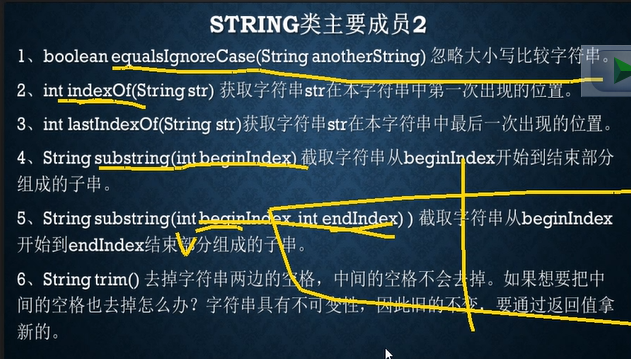 STRING类主要成员2
1、boolean equalsIgnoreCase(String anotherString) 忽略大小写比较字符串。
2、int indexOf(String str) 获取字符串str在本字符串中第一次出现的位置。
3、int lastIndexOf(String str)获取字符串str在本字符串中最后一次出现的位置。
4、String substring(int beginIndex) 截取字符串从beginIndex开始到结束部分
组成的子串。
5、String substring(int beginIndex, int endIndex) ) 截取字符串从beginIndex
开始到endIndex结束部分组成的子串。
6、String trim() 去掉字符串两边的空格，中间的空格不会去掉。如果想要把中
间的空格也去掉怎么办？字符串具有不可变性，因此旧的不变，要通过返回值拿
新的。